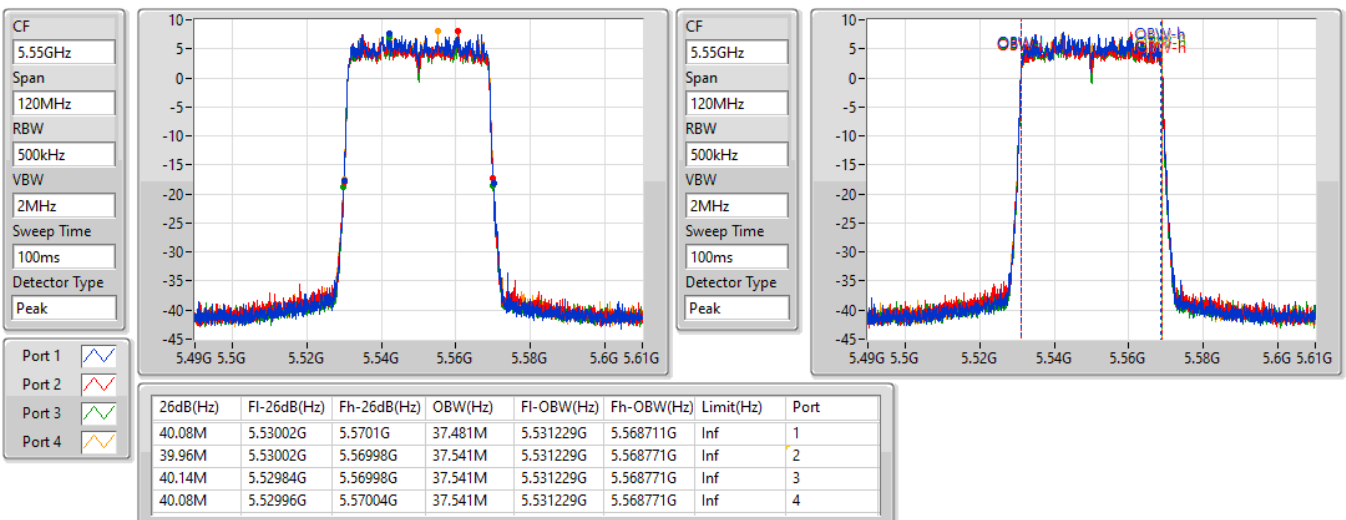 CF
5.55GHz
Span
120MHz
RBW
500kHz
VBW
2MHz
Sweep Time
100ms
Detector Type
Peak
10
5
0
-5
-10
-15
-20
-25
-30
-35
-40
-45
5.49G 5.5G 5.52G 5.54G 5.56G 5.58G 5.6G 5.61G
CF
5.55GHz
Span
120MHz
RBW
500kHz
VBW
2MHz
Sweep Time
100ms
Detector Type
Peak
10
5
0
-5
-10
-15
-20
-25
-30
-35
-40
-45
OBW-h
OBW-h
5.49G 5.5G 5.52G 5.54G 5.56G 5.58G 5.6G 5.61G
Port 1
Port 2
Port 3
Port 4
26dB(Hz) Fl-26dB(Hz) Fh-26dB(Hz) OBW(Hz) Fl-OBW(Hz) Fh-OBW(Hz) Limit(Hz) Port
40.08M 5.53002G 5.5701G 37.481M 5.531229G 5.568711G Inf 1
39.96M 5.53002G 5.56998G 37.541M 5.531229G 5.568771G Inf 2
40.14M 5.52984G 5.56998G 37.541M 5.531229G 5.568771G Inf 3
40.08M 5.52996G 5.57004G 37.541M 5.531229G 5.568771G Inf 4